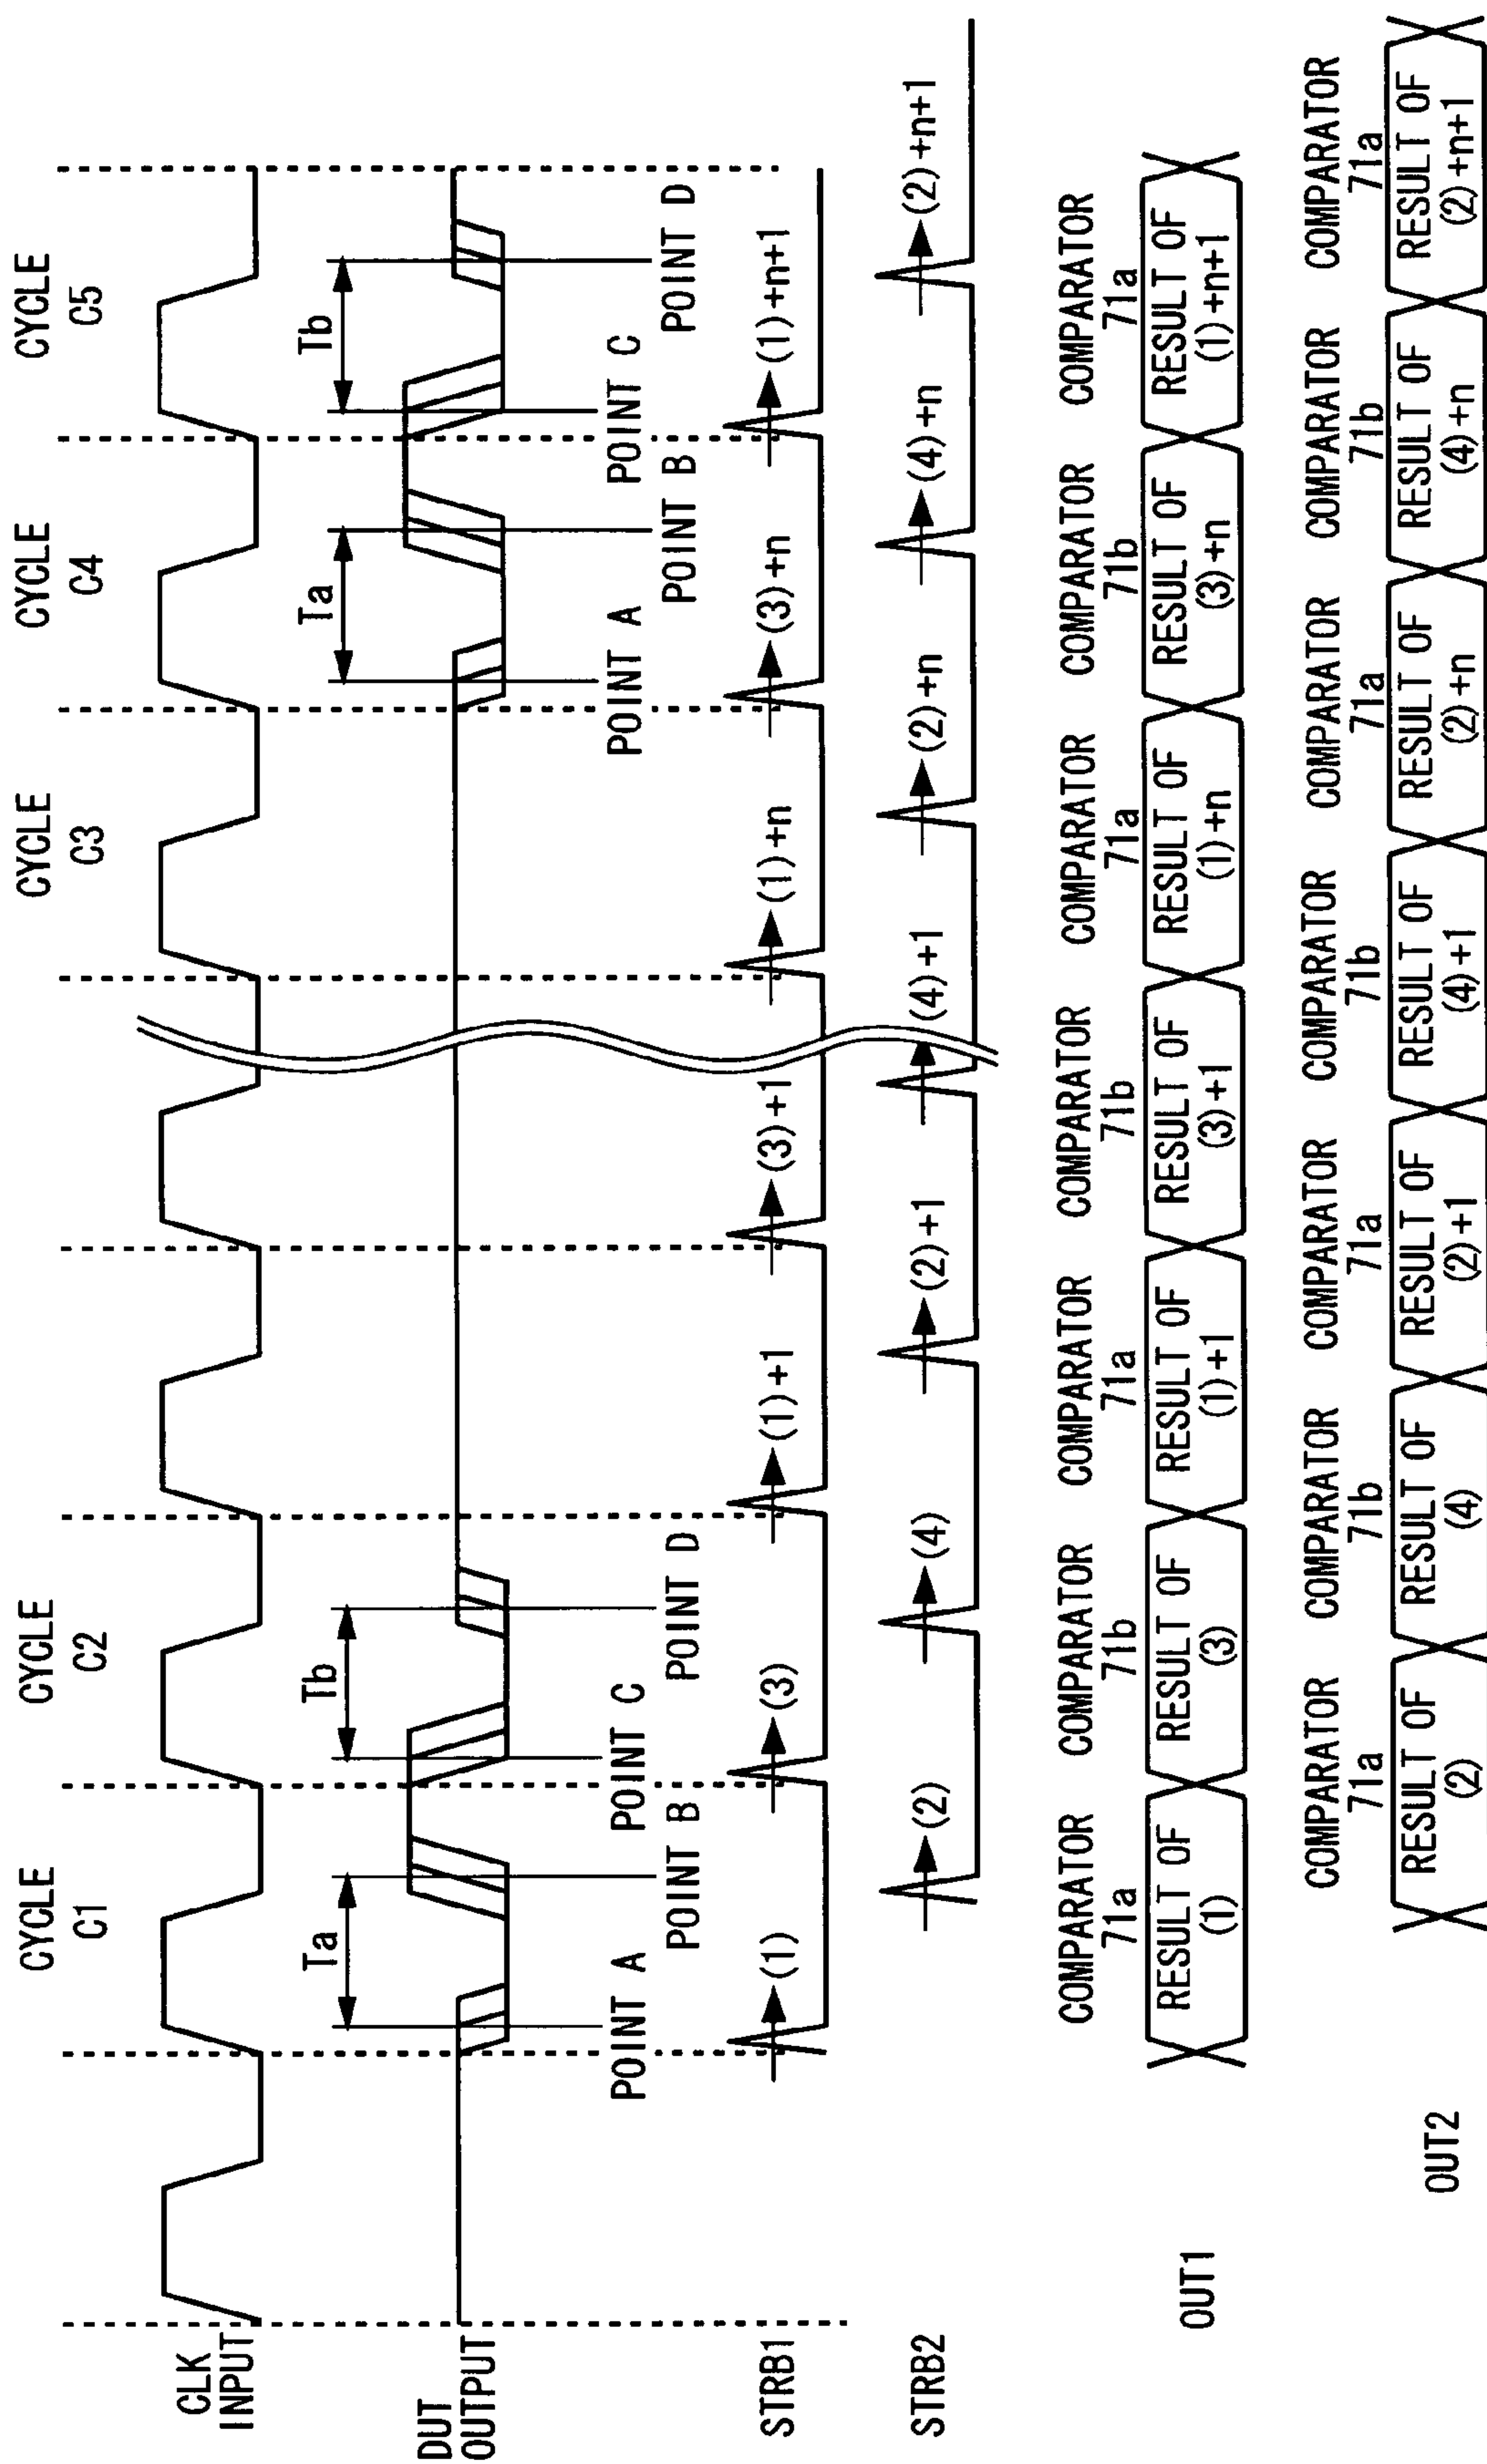 CYCLE
C1
CYCLE
C2
CYCLE
C3
CYCLE
C4
CYCLE
C5
CLK
INPUT
Ta
Tb
Ta
Tb
DUT
OUTPUT
POINT A
POINT C
POINT A
POINT C
POINT B
POINT D
POINT B
POINT D
STRB1
(1)
(3)
(1)+1
(3)+1
(1)+n
(3)+n
(1)+n+1
STRB2
(2)
(4)
(2)+1
(4)+1
(2)+n
(4)+n
(2)+n+1
OUT1
COMPARATOR
71a
RESULT OF
(1)
COMPARATOR
71b
RESULT OF
(3)
COMPARATOR
71a
RESULT OF
(1)+1
COMPARATOR
71b
RESULT OF
(3)+1
COMPARATOR
71a
RESULT OF
(1)+n
COMPARATOR
71b
RESULT OF
(3)+n
COMPARATOR
71a
RESULT OF
(1)+n+1
OUT2
COMPARATOR
71a
RESULT OF
(2)
COMPARATOR
71b
RESULT OF
(4)
COMPARATOR
71a
RESULT OF
(2)+1
COMPARATOR
71b
RESULT OF
(4)+1
COMPARATOR
71a
RESULT OF
(2)+n
COMPARATOR
71b
RESULT OF
(4)+n
COMPARATOR
71a
RESULT OF
(2)+n+1